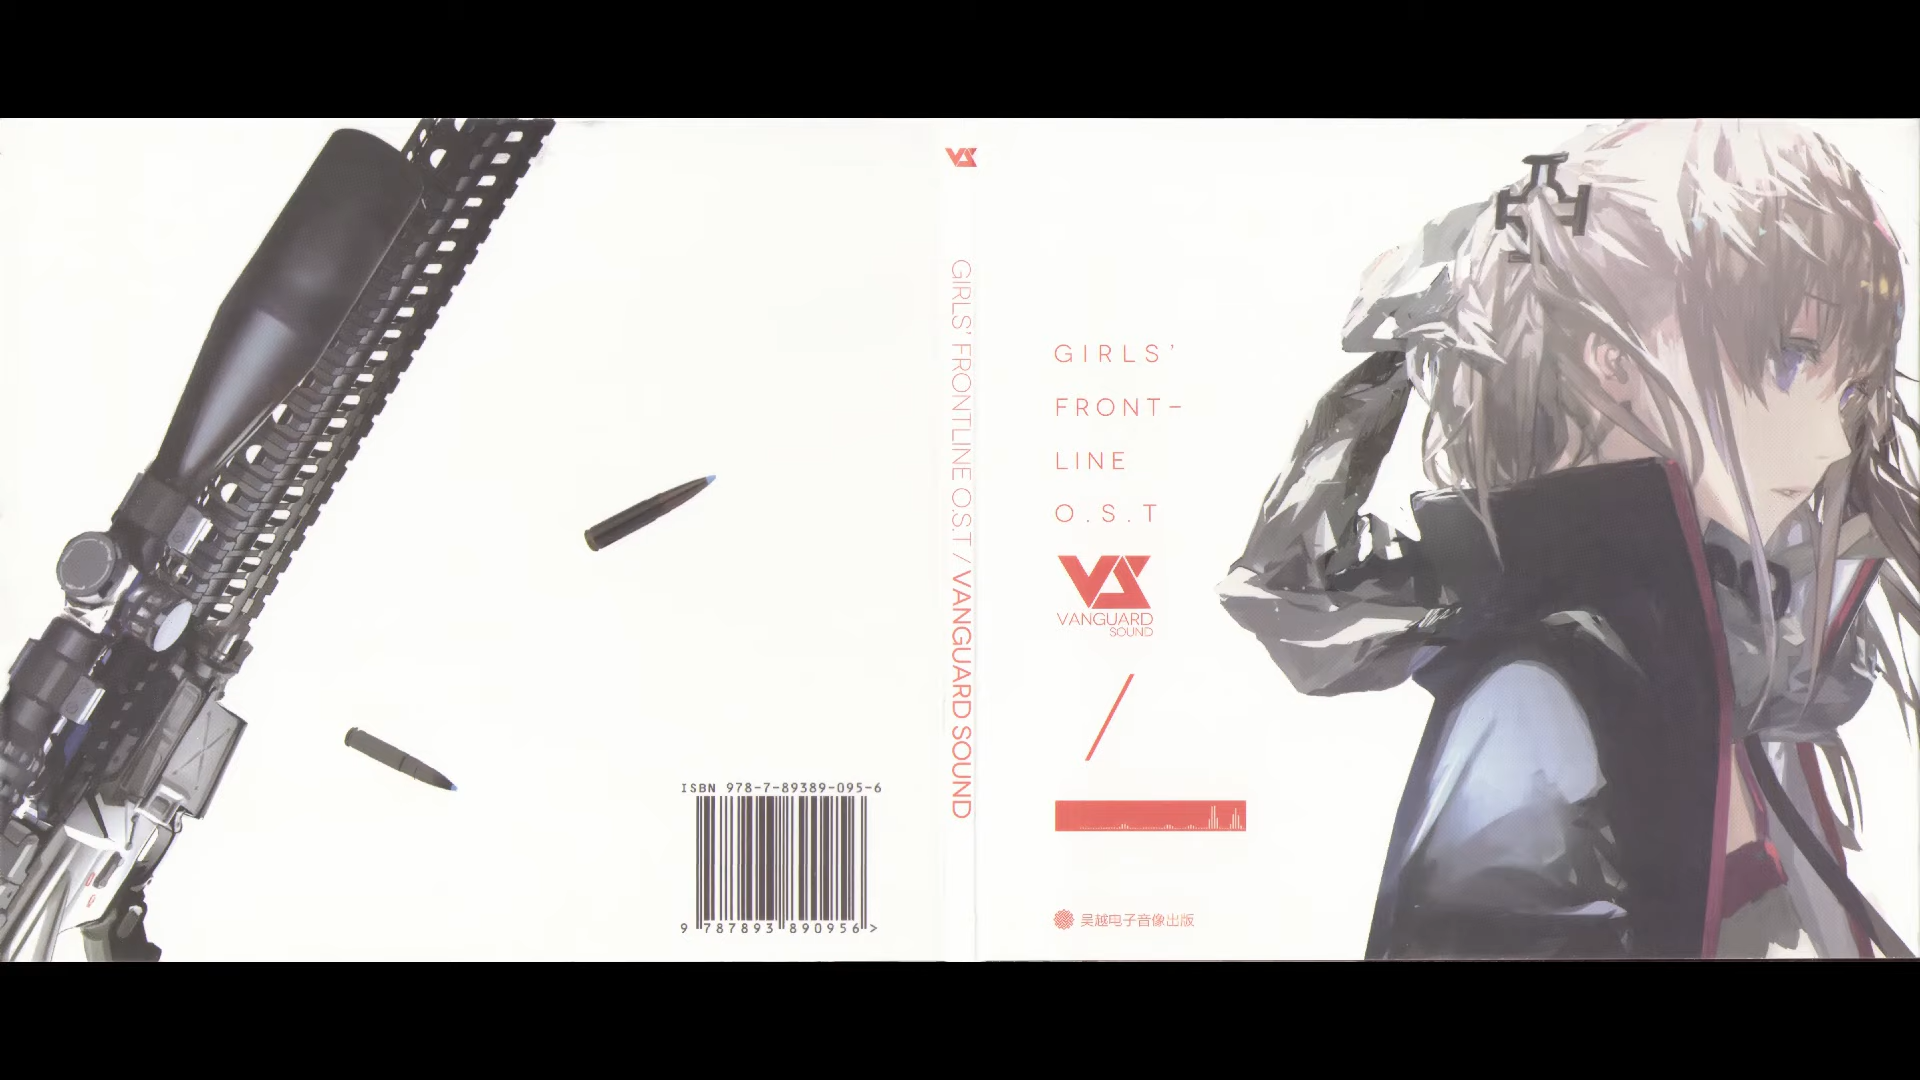 ISBN 978-7-89389-095-6
9 787893 890956 >
VS
GIRLS' FRONTLINE O.S.T / VANGUARD SOUND
GIRLS'
FRONT-
LINE
O.S.T
VS
VANGUARD
SOUND
/
吴越电子音像出版